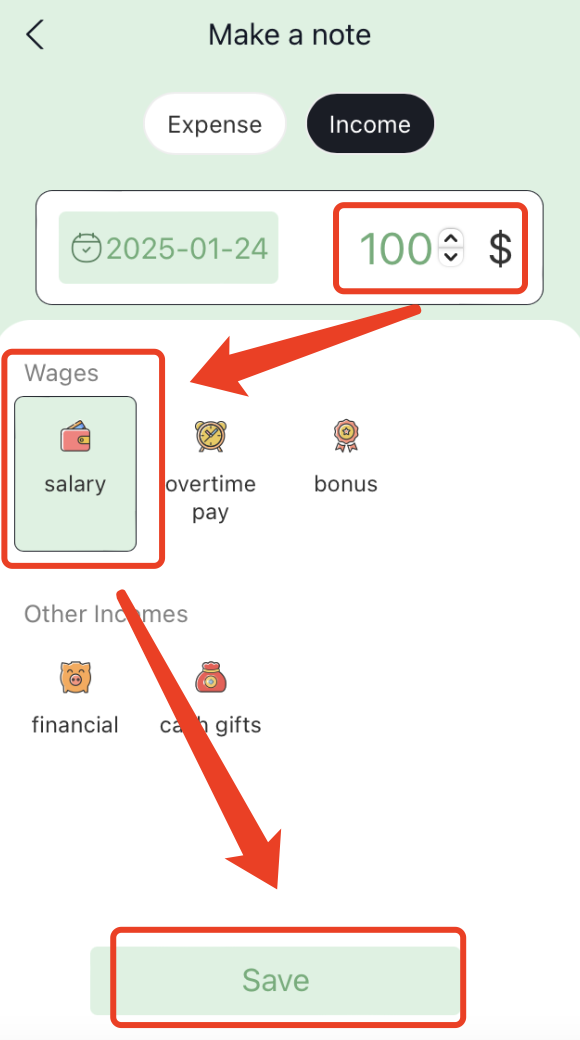 Make a note
Expense
Income
2025-01-24
100
$
Wages
salary
overtime
pay
bonus
Other Incomes
financial
cash gifts
Save